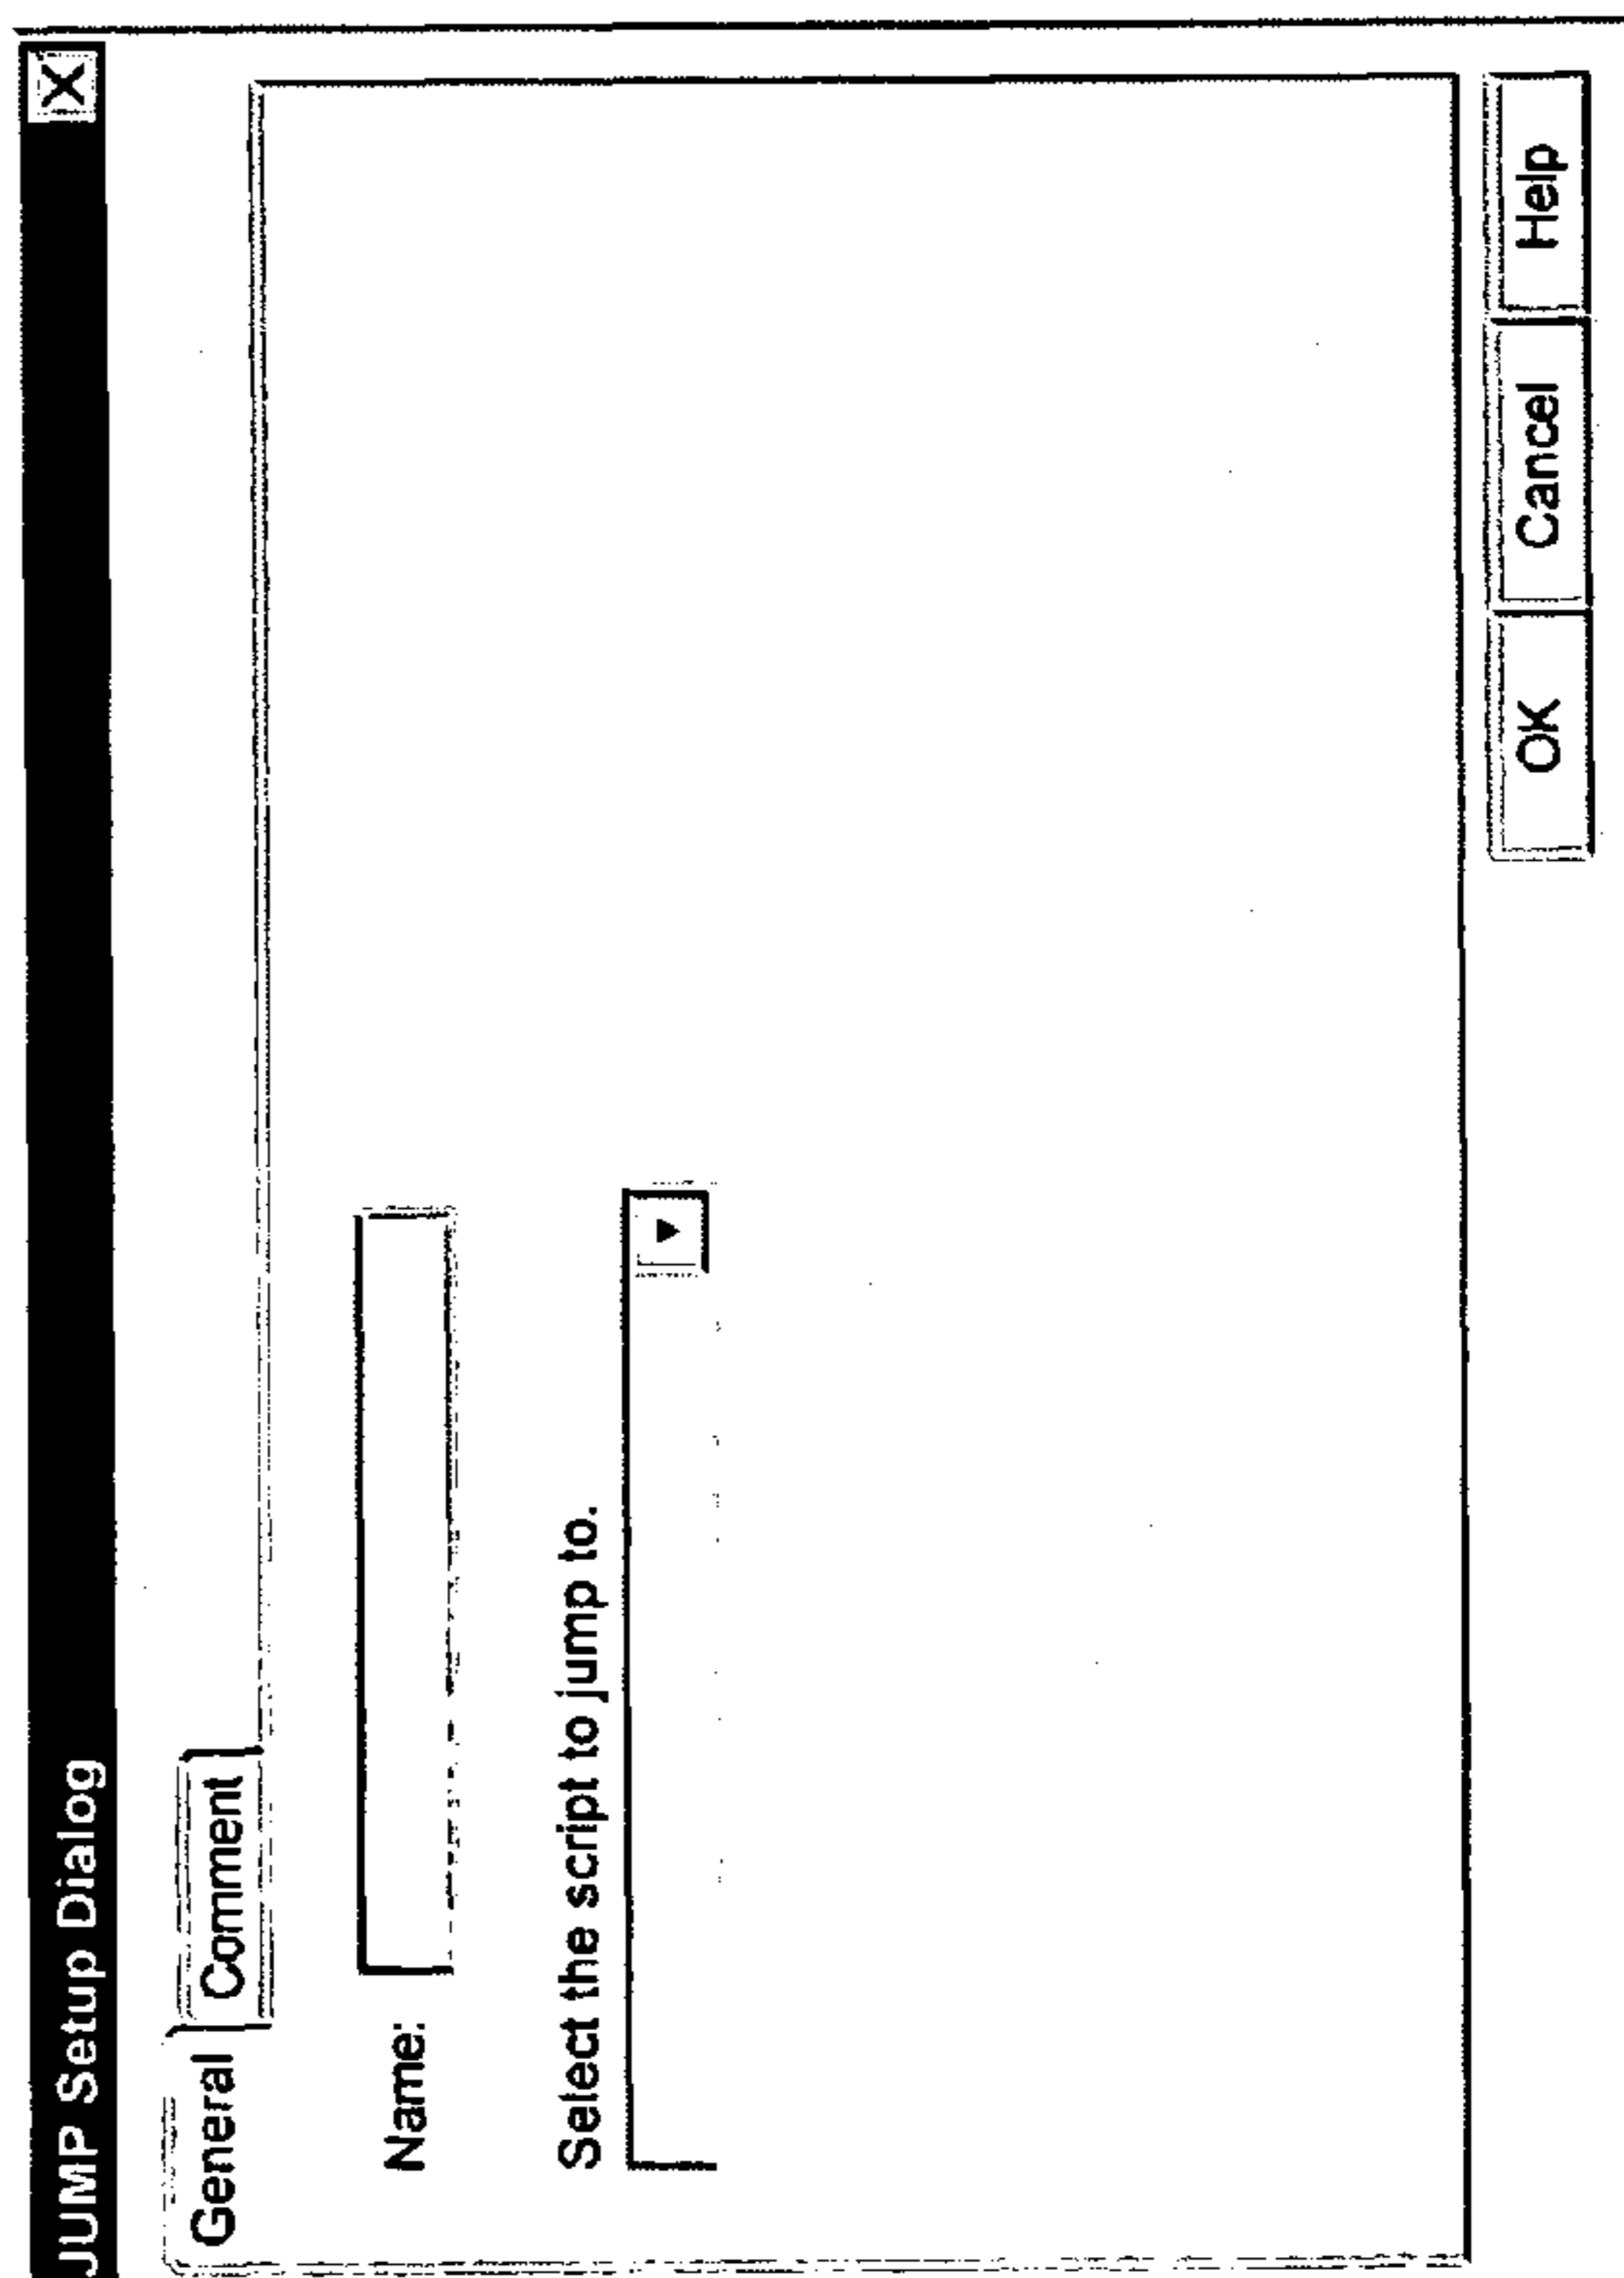 JUMP Setup Dialog
General Comment
Name:
Select the script to jump to.
OK Cancel Help